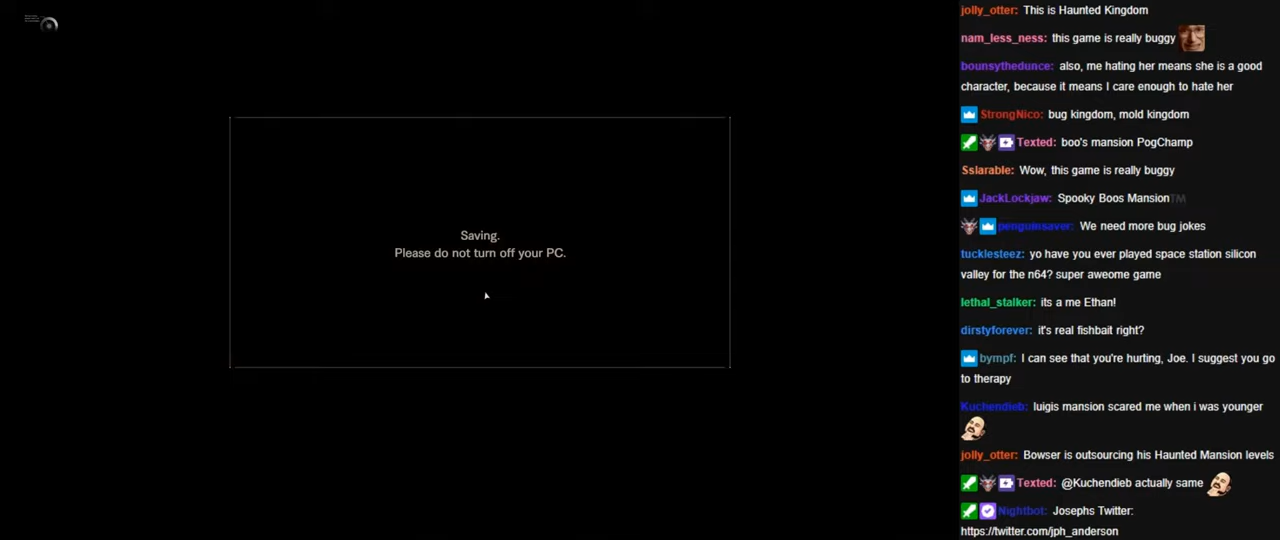 Saving.
Please do not turn off your PC.
jolly_otter: This is Haunted Kingdom
nam_less_ness: this game is really buggy
bounsythedunce: also, me hating her means she is a good
character, because it means I care enough to hate her
StrongNico: bug kingdom, mold kingdom
Texted: boo's mansion PogChamp
Sslarable: Wow, this game is really buggy
JackLockjaw: Spooky Boos Mansion™
penguinsaver: We need more bug jokes
tucklesteez: yo have you ever played space station silicon
valley for the n64? super aweome game
lethal_stalker: its a me Ethan!
dirstyforever: it's real fishbait right?
bympf: I can see that you're hurting, Joe. I suggest you go
to therapy
Kuchendieb: luigis mansion scared me when i was younger
jolly_otter: Bowser is outsourcing his Haunted Mansion levels
Texted: @Kuchendieb actually same
Nightbot: Josephs Twitter:
https://twitter.com/jph_anderson